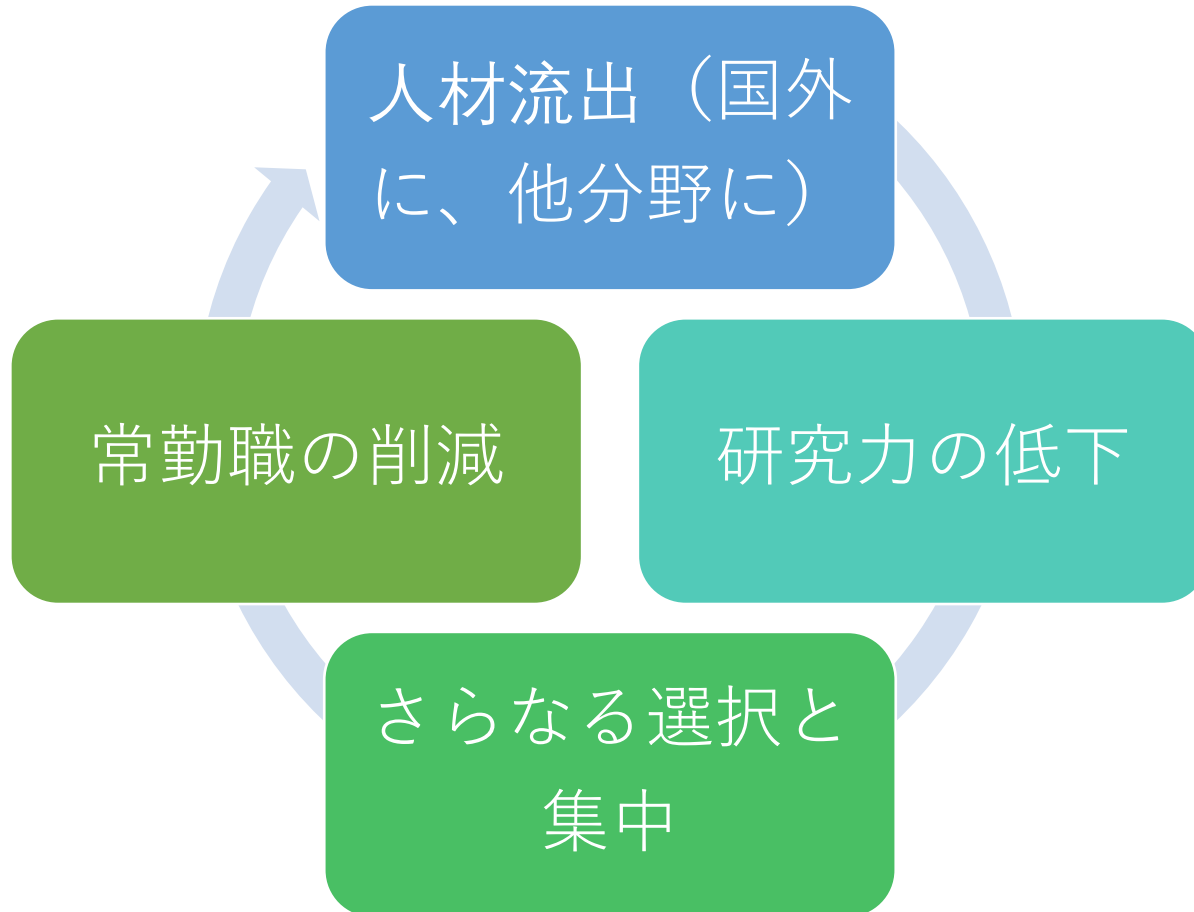 人材流出（国外
に、他分野に）
研究力の低下
さらなる選択と
集中
常勤職の削減